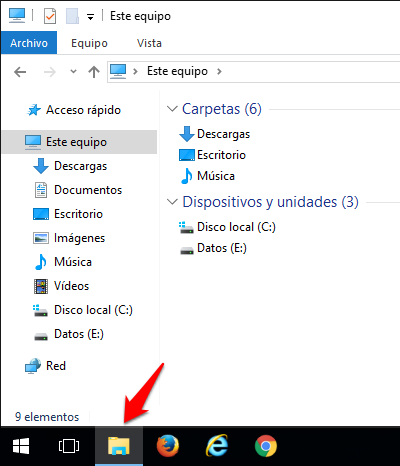 Este equipo
Archivo Equipo Vista
Este equipo
Acceso rápido
Este equipo
Descargas
Documentos
Escritorio
Imágenes
Música
Vídeos
Disco local (C:)
Datos (E:)
Red
Carpetas (6)
Descargas
Escritorio
Música
Dispositivos y unidades (3)
Disco local (C:)
Datos (E:)
9 elementos